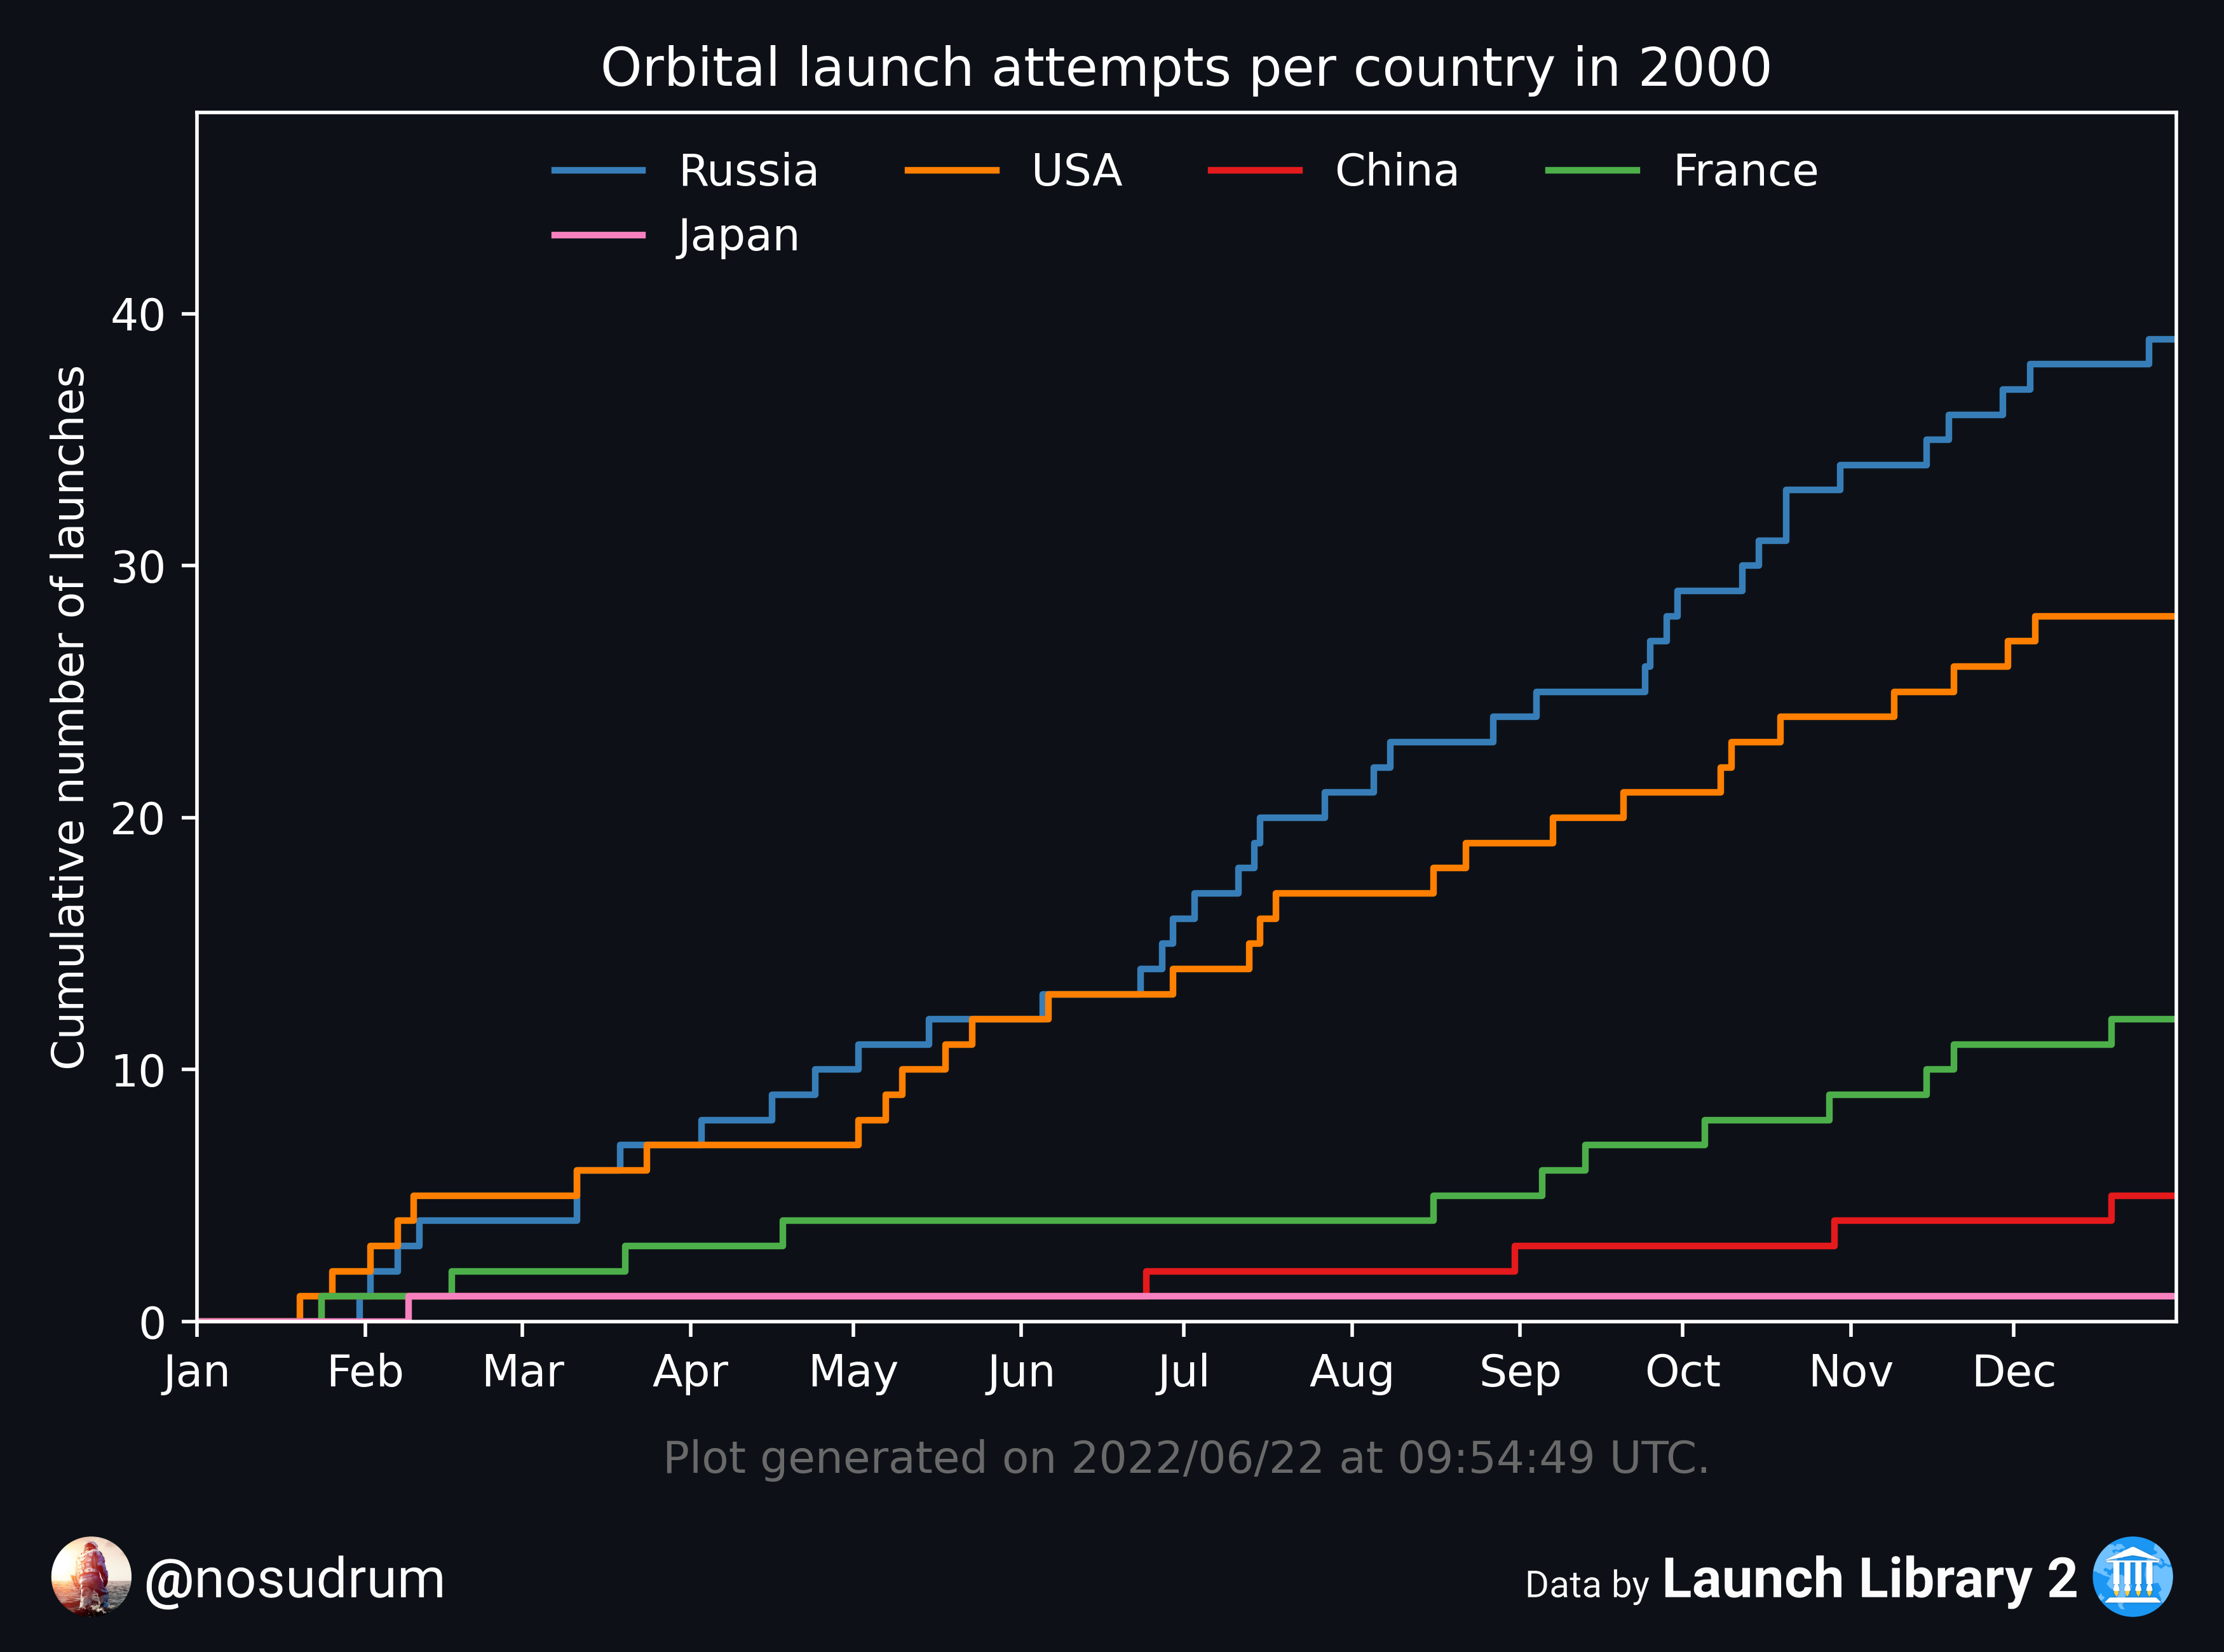 Orbital launch attempts per country in 2000
Russia USA China France
Japan
Cumulative number of launches
40
30
20
10
0
Jan Feb Mar Apr May Jun Jul Aug Sep Oct Nov Dec
Plot generated on 2022/06/22 at 09:54:49 UTC.
@nosudrum
Data by Launch Library 2